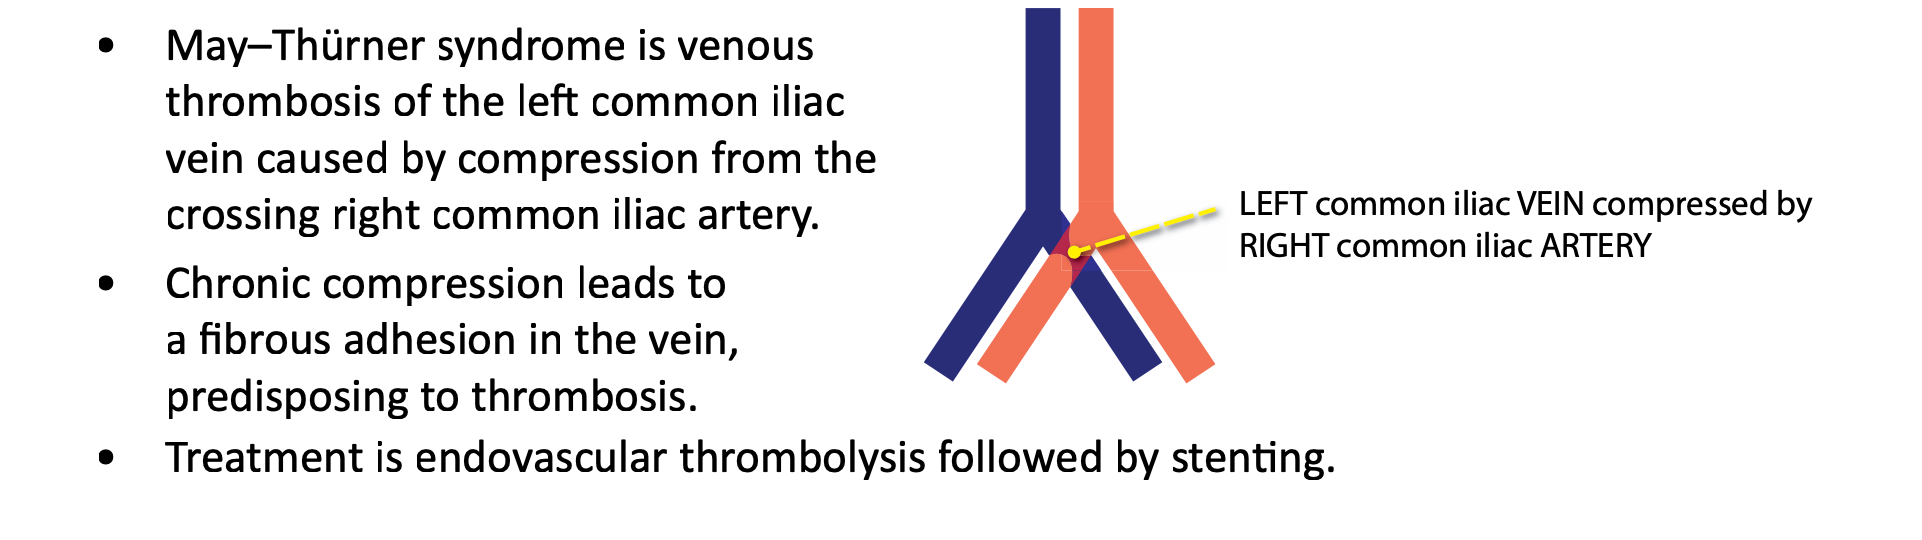 • May–Thürner syndrome is venous
thrombosis of the left common iliac
vein caused by compression from the
crossing right common iliac artery.
• Chronic compression leads to
a fibrous adhesion in the vein,
predisposing to thrombosis.
• Treatment is endovascular thrombolysis followed by stenting.
LEFT common iliac VEIN compressed by
RIGHT common iliac ARTERY